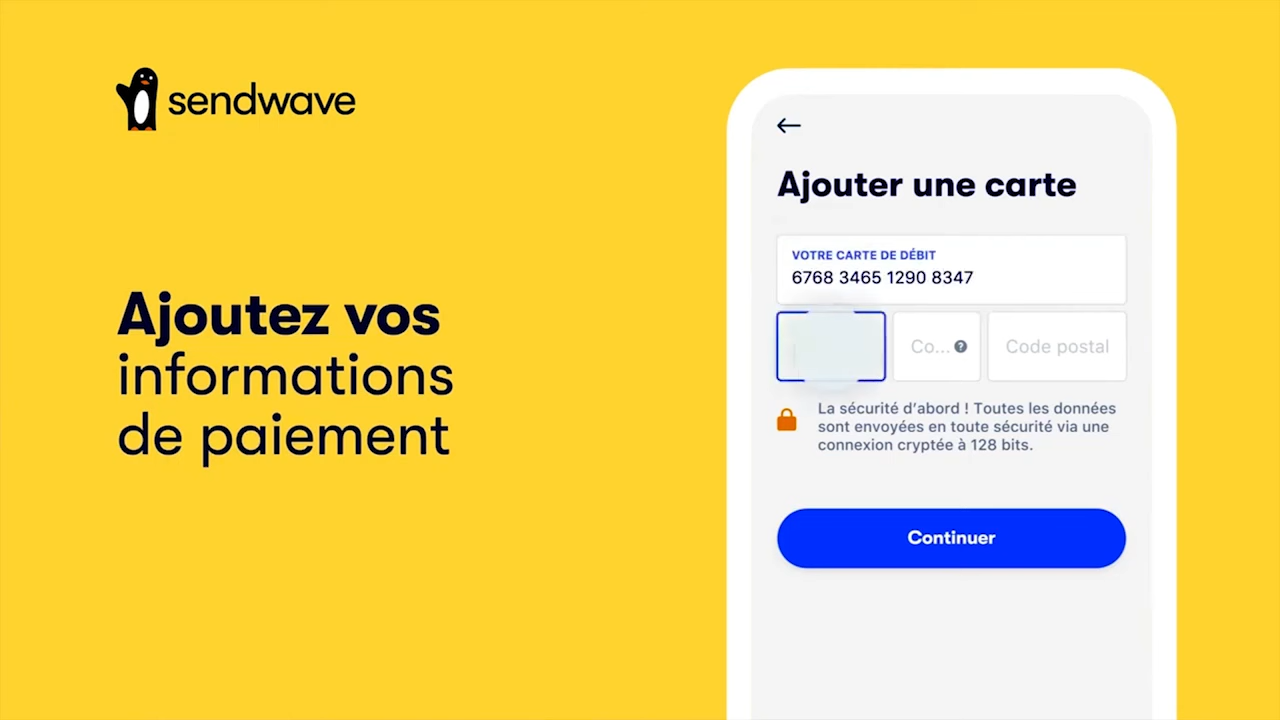 sendwave
Ajoutez vos
informations
de paiement
Ajouter une carte
VOTRE CARTE DE DÉBIT
6768 3465 1290 8347
Co...
?
Code postal
La sécurité d’abord ! Toutes les données
sont envoyées en toute sécurité via une
connexion cryptée à 128 bits.
Continuer